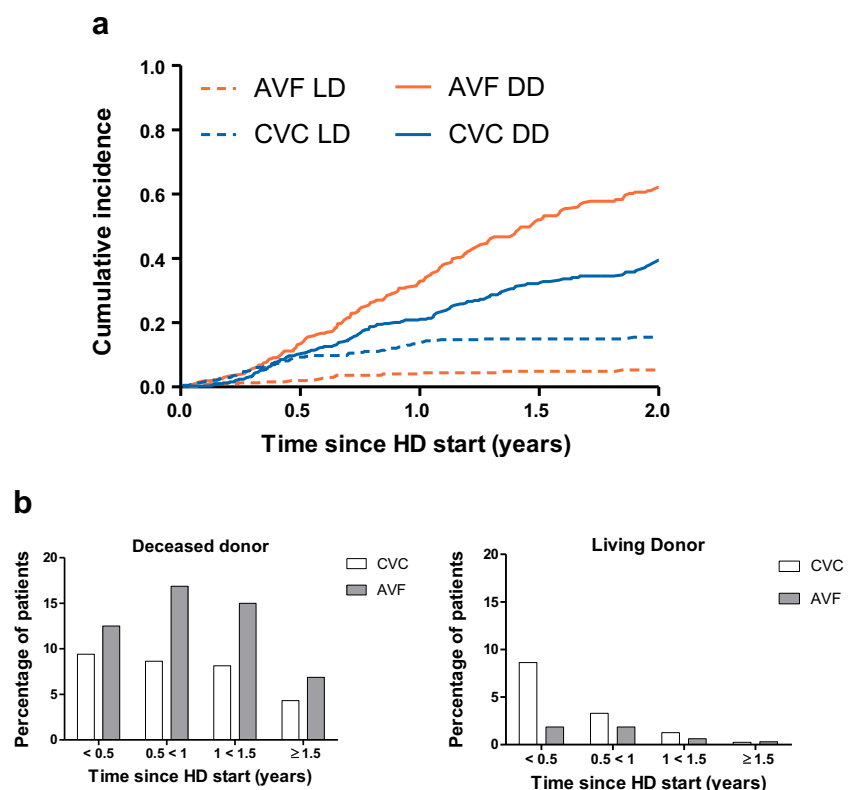 a
Cumulative incidence
1.0
0.8
0.6
0.4
0.2
0.0
AVF LD
AVF DD
CVC LD
CVC DD
0.0 0.5 1.0 1.5 2.0
Time since HD start (years)
b
Deceased donor
Percentage of patients
20
15
10
5
0
CVC
AVF
< 0.5 0.5 < 1 1 < 1.5 ≥ 1.5
Time since HD start (years)
Living Donor
Percentage of patients
20
15
10
5
0
CVC
AVF
< 0.5 0.5 < 1 1 < 1.5 ≥ 1.5
Time since HD start (years)